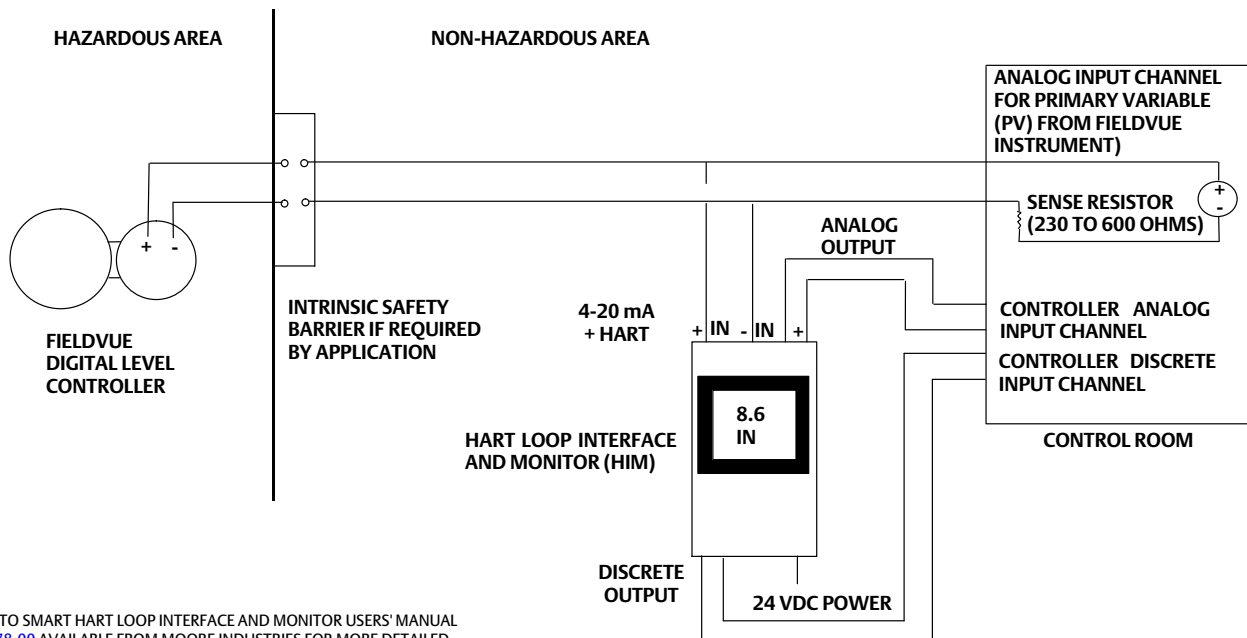 HAZARDOUS AREA
NON-HAZARDOUS AREA
ANALOG INPUT CHANNEL
FOR PRIMARY VARIABLE
(PV) FROM FIELDVUE
INSTRUMENT)
+
-
SENSE RESISTOR
(230 TO 600 OHMS)
+ -
ANALOG
OUTPUT
INTRINSIC SAFETY
BARRIER IF REQUIRED
BY APPLICATION
4-20 mA
+ HART
+ IN - IN +
CONTROLLER ANALOG
INPUT CHANNEL
CONTROLLER DISCRETE
INPUT CHANNEL
FIELDVUE
DIGITAL LEVEL
CONTROLLER
8.6
IN
HART LOOP INTERFACE
AND MONITOR (HIM)
CONTROL ROOM
DISCRETE
OUTPUT
24 VDC POWER
TO SMART HART LOOP INTERFACE AND MONITOR USERS' MANUAL
AVAILABLE FROM MOORE INDUSTRIES FOR MORE DETAILED